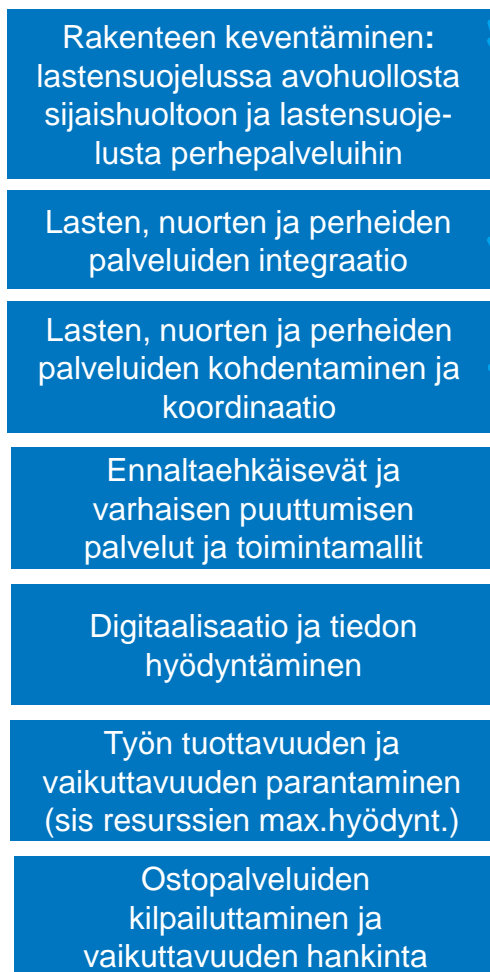 Rakenteen keventäminen:
lastensuojelussa avohuollosta
sijaishuoltoon ja lastensuoje-
lusta perhepalveluihin
Lasten, nuorten ja perheiden
palveluiden integraatio
Lasten, nuorten ja perheiden
palveluiden kohdentaminen ja
koordinaatio
Ennaltaehkäisevät ja
varhaisen puuttumisen
palvelut ja toimintamallit
Digitaalisaatio ja tiedon
hyödyntäminen
Työn tuottavuuden ja
vaikuttavuuden parantaminen
(sis resurssien max.hyödynt.)
Ostopalveluiden
kilpailuttaminen ja
vaikuttavuuden hankinta